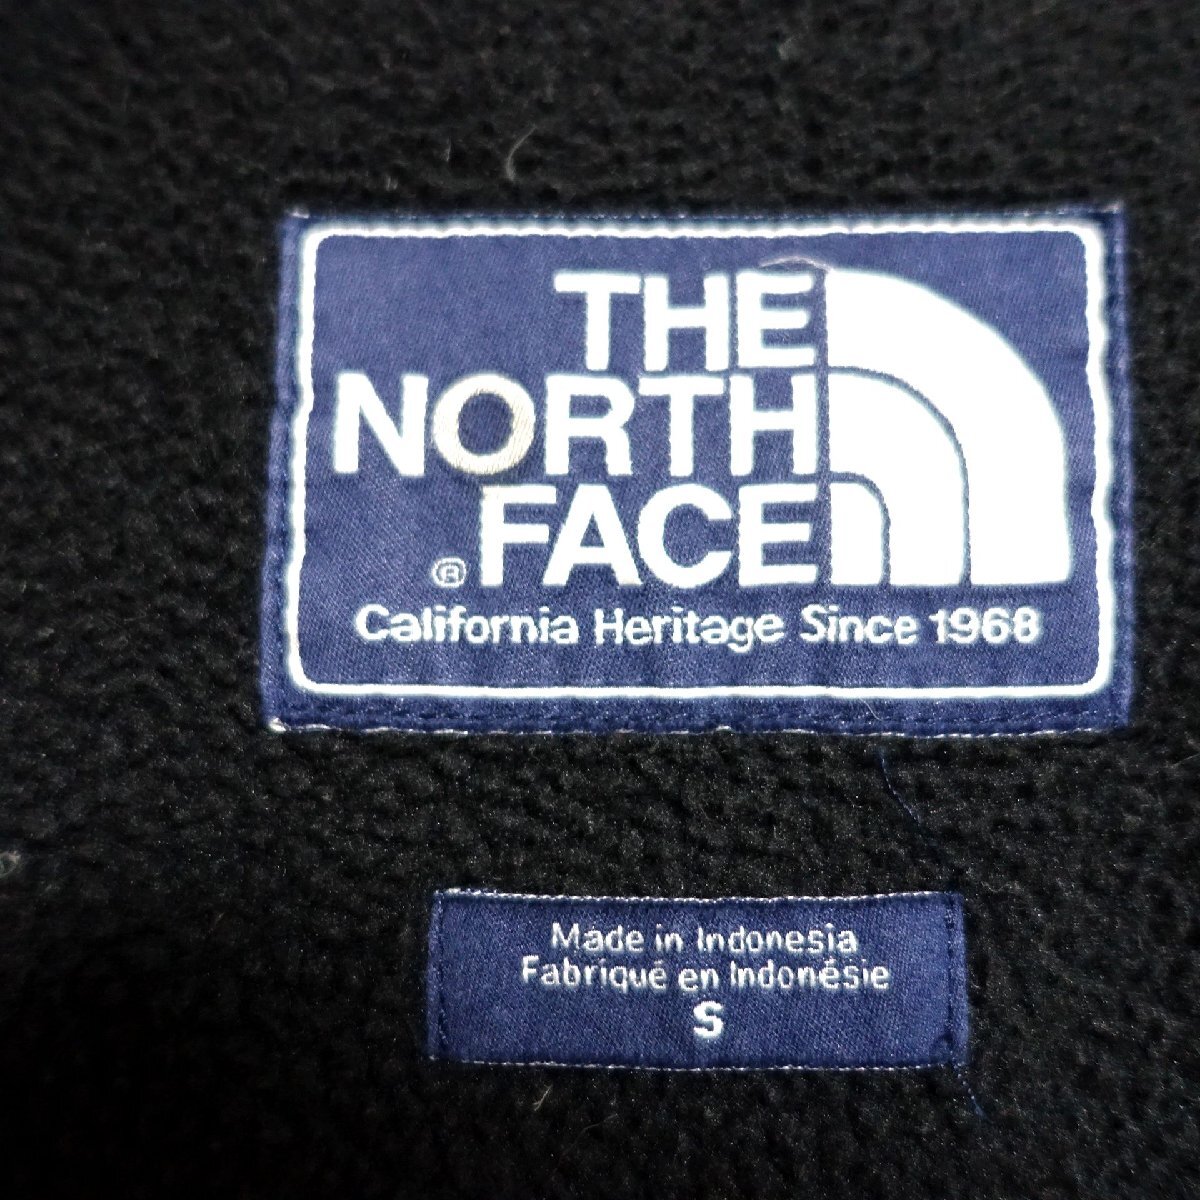 THE
NORTH
® FACE
California Heritage Since 1968
Made in Indonesia
Fabriqué en Indonésie
S